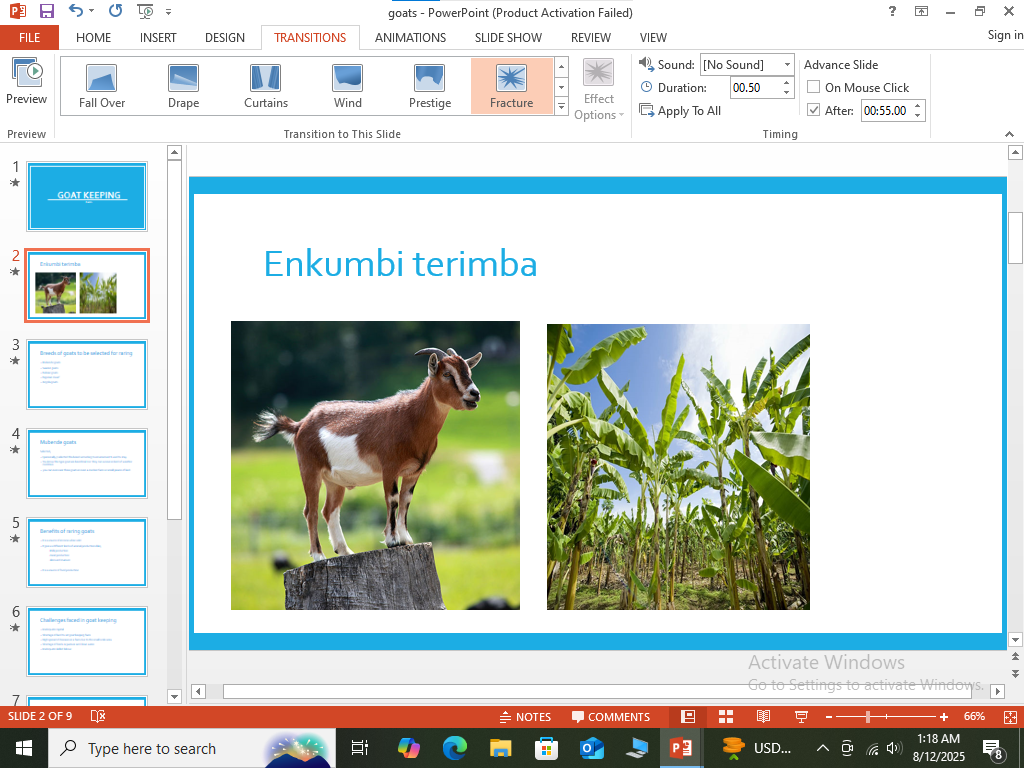 goats - PowerPoint (Product Activation Failed)
FILE HOME INSERT DESIGN TRANSITIONS ANIMATIONS SLIDE SHOW REVIEW VIEW Sign in
Preview
Fall Over Drape Curtains Wind Prestige Fracture
Effect Options
Sound: [No Sound]
Duration: 00.50
Apply To All
Advance Slide
On Mouse Click
After: 00:55.00
Preview Transition to This Slide Timing
1
GOAT KEEPING
2
Enkumbi terimba
3
Breeds of goats to be selected for raring
4
Mubende goats
5
Benefits of raring goats
6
Challenges faced in goat keeping
7
Enkumbi terimba
Activate Windows
Go to Settings to activate Windows.
SLIDE 2 OF 9 NOTES COMMENTS 66%
Type here to search
USD...
1:18 AM
8/12/2025
8